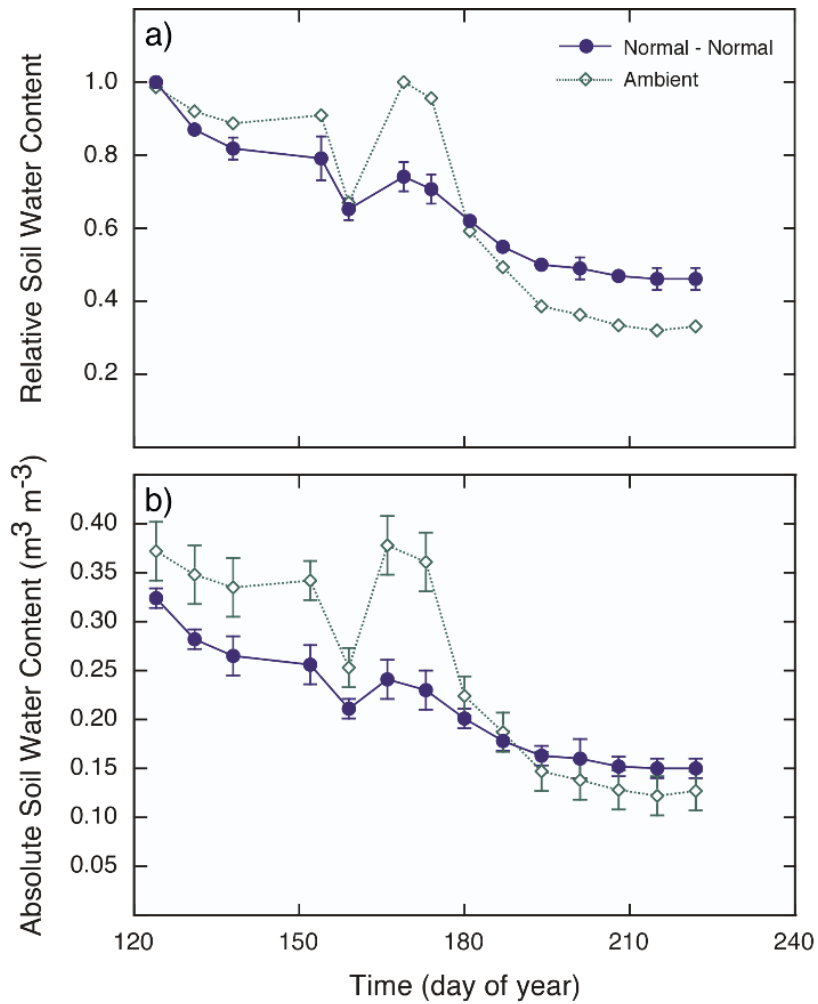 a)
Normal - Normal
Ambient
Relative Soil Water Content
1.0
0.8
0.6
0.4
0.2
b)
Absolute Soil Water Content (m³ m⁻³)
0.40
0.35
0.30
0.25
0.20
0.15
0.10
0.05
120 150 180 210 240
Time (day of year)